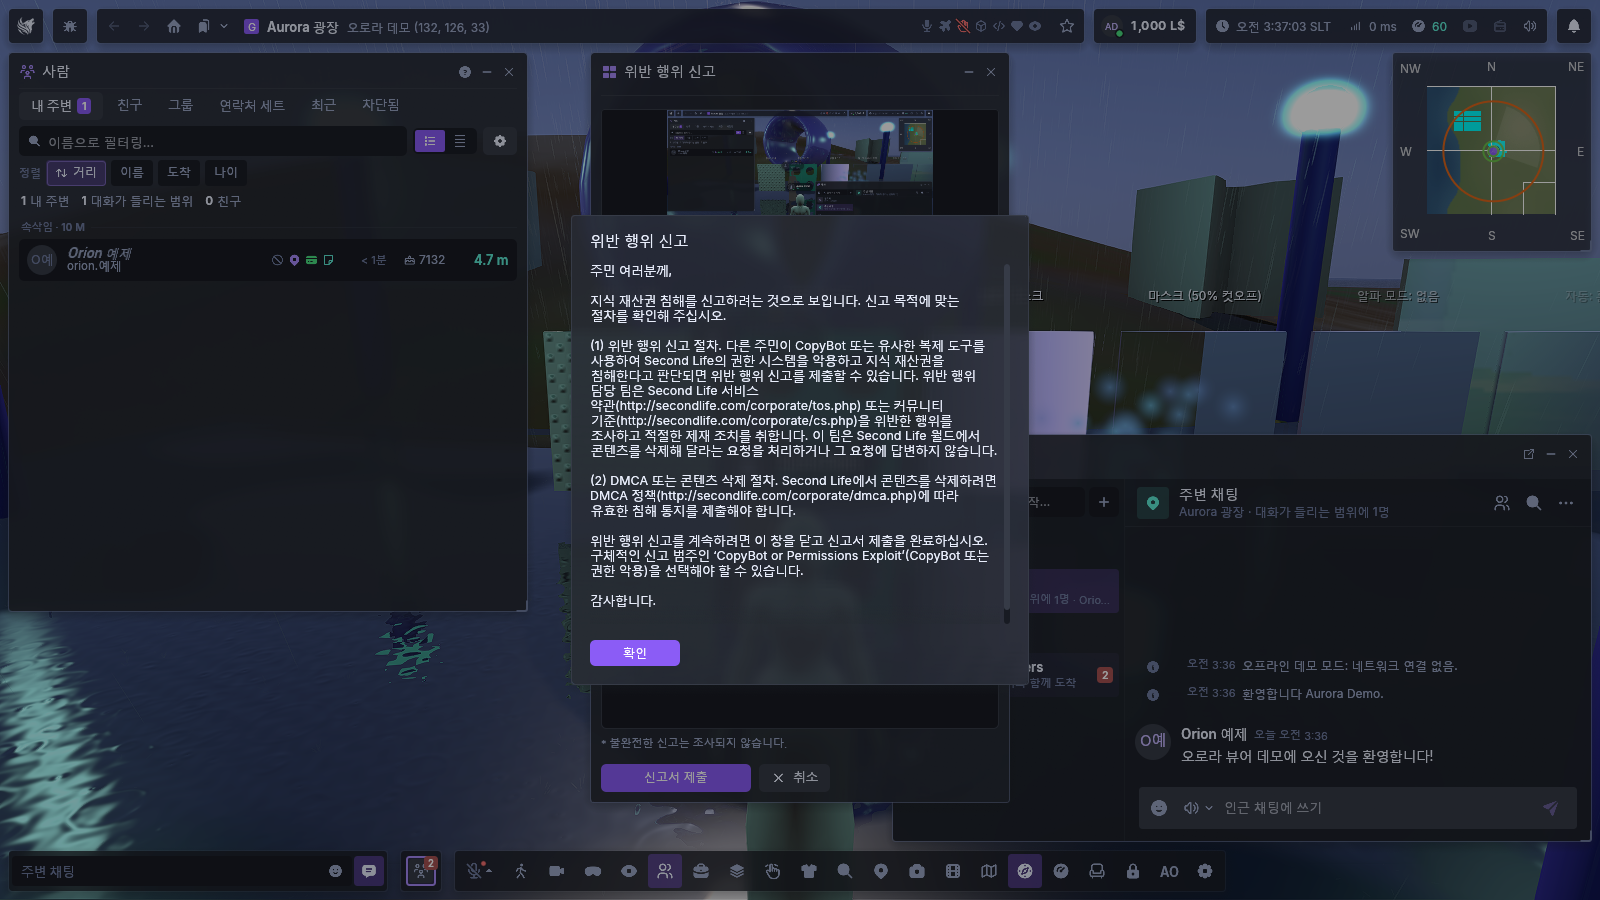 G Aurora 광장 오로라 데모 (132, 126, 33)
AD 1,000 L$
오전 3:37:03 SLT 0 ms 60
사람
내 주변 1 친구 그룹 연락처 세트 최근 차단됨
이름으로 필터링...
정렬 거리 이름 도착 나이
1 내 주변 1 대화가 들리는 범위 0 친구
속삭임 · 10 M
O예 Orion 예제
orion.예제
< 1분 7132 4.7 m
위반 행위 신고
위반 행위 신고
주민 여러분께,
지식 재산권 침해를 신고하려는 것으로 보입니다. 신고 목적에 맞는
절차를 확인해 주십시오.
(1) 위반 행위 신고 절차. 다른 주민이 CopyBot 또는 유사한 복제 도구를
사용하여 Second Life의 권한 시스템을 악용하고 지식 재산권을
침해한다고 판단되면 위반 행위 신고를 제출할 수 있습니다. 위반 행위
담당 팀은 Second Life 서비스
약관(http://secondlife.com/corporate/tos.php) 또는 커뮤니티
기준(http://secondlife.com/corporate/cs.php)을 위반한 행위를
조사하고 적절한 제재 조치를 취합니다. 이 팀은 Second Life 월드에서
콘텐츠를 삭제해 달라는 요청을 처리하거나 그 요청에 답변하지 않습니다.
(2) DMCA 또는 콘텐츠 삭제 절차. Second Life에서 콘텐츠를 삭제하려면
DMCA 정책(http://secondlife.com/corporate/dmca.php)에 따라
유효한 침해 통지를 제출해야 합니다.
위반 행위 신고를 계속하려면 이 창을 닫고 신고서 제출을 완료하십시오.
구체적인 신고 범주인 ‘CopyBot or Permissions Exploit’(CopyBot 또는
권한 악용)을 선택해야 할 수 있습니다.
감사합니다.
확인
* 불완전한 신고는 조사되지 않습니다.
신고서 제출 취소
NW N NE
W E
SW S SE
마스크 (50% 컷오프) 알파 모드: 없음
주변 채팅
Aurora 광장 · 대화가 들리는 범위에 1명
위에 1명 · Orio...
ers
함께 도착 2
오전 3:36 오프라인 데모 모드: 네트워크 연결 없음.
오전 3:36 환영합니다 Aurora Demo.
O예 Orion 예제 오늘 오전 3:36
오로라 뷰어 데모에 오신 것을 환영합니다!
인근 채팅에 쓰기
주변 채팅
2
AO